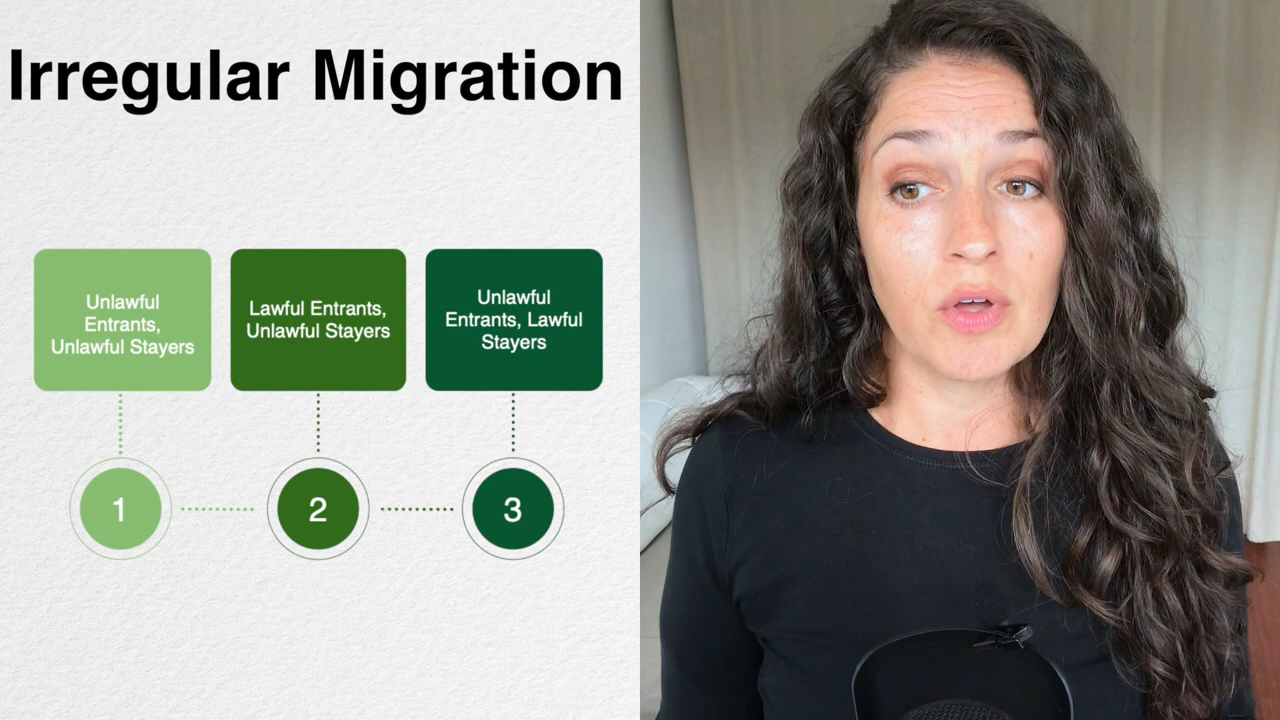 Irregular Migration
Unlawful
Entrants,
Unlawful Stayers
Lawful Entrants,
Unlawful Stayers
Unlawful
Entrants, Lawful
Stayers
1
2
3